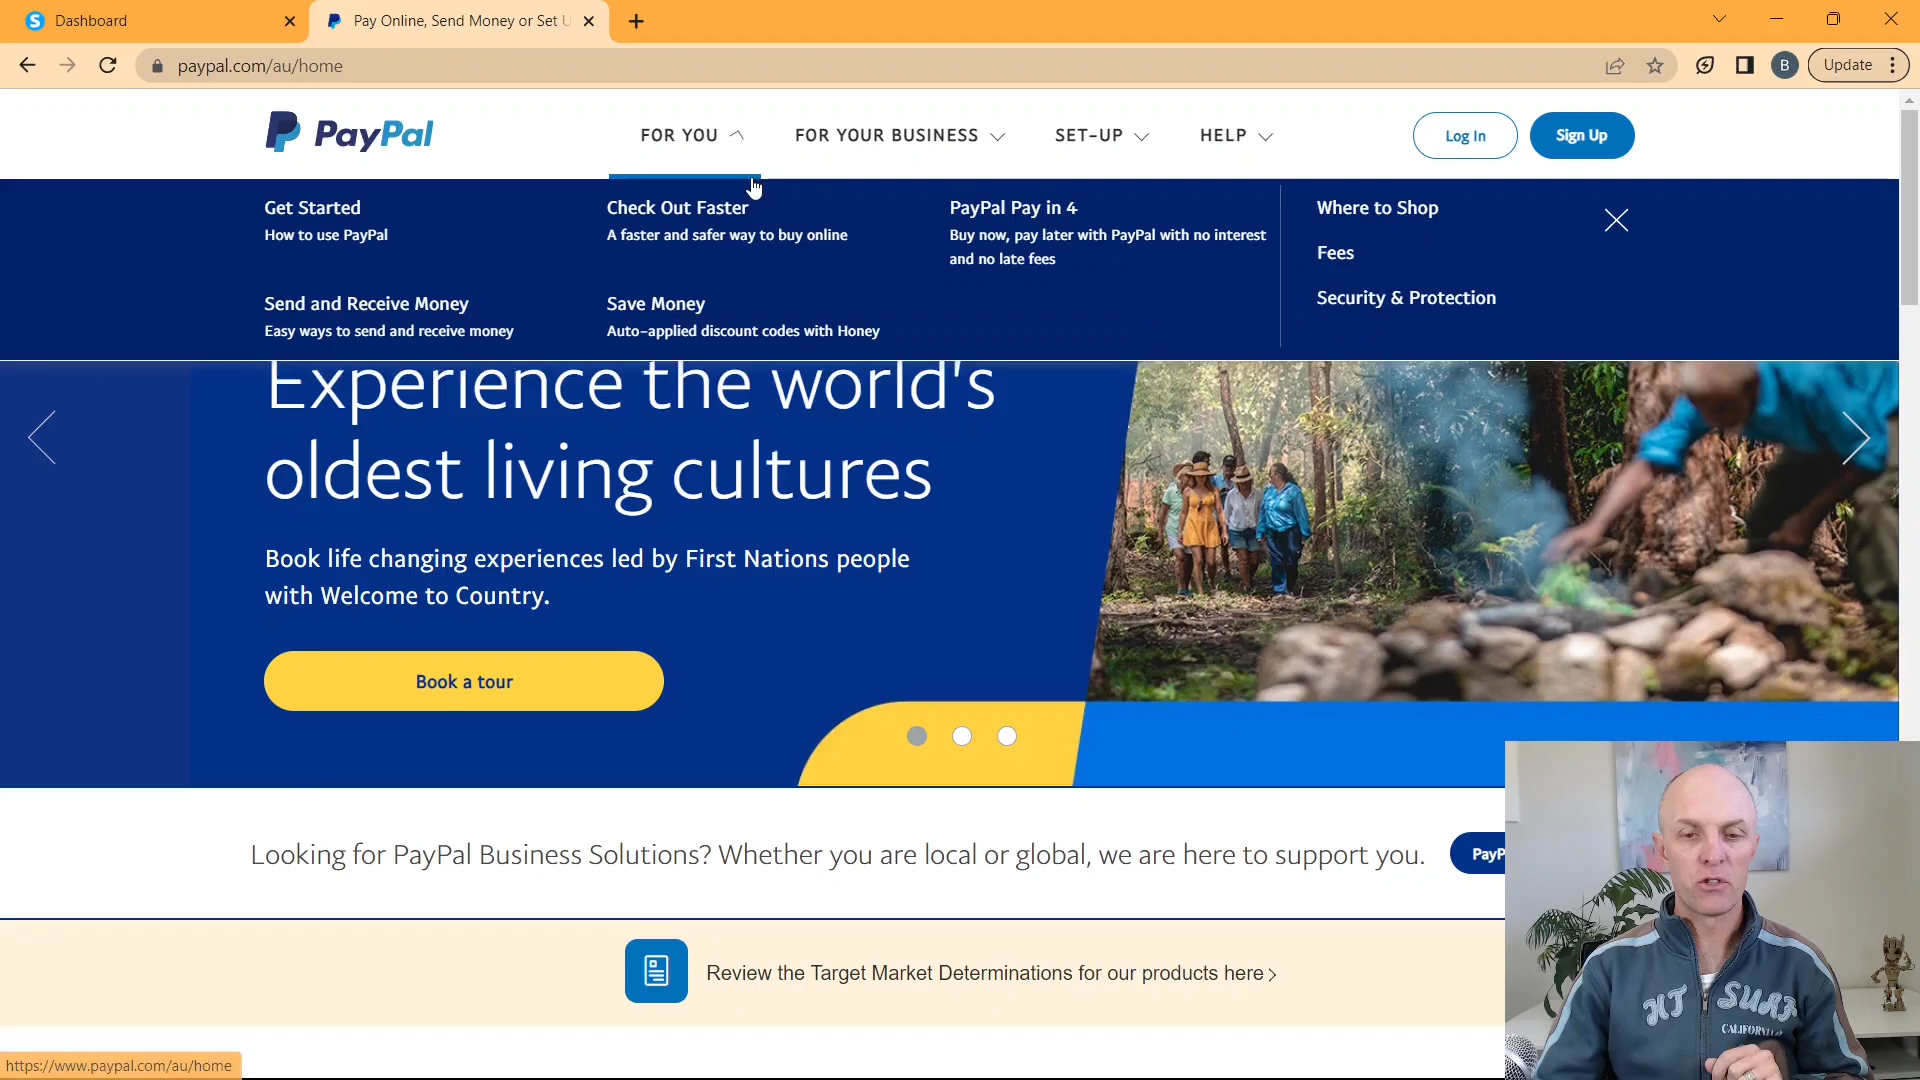 Dashboard
Pay Online, Send Money or Set U
paypal.com/au/home
B
Update
PayPal
FOR YOU
FOR YOUR BUSINESS
SET-UP
HELP
Log In
Sign Up
Get Started
How to use PayPal
Check Out Faster
A faster and safer way to buy online
PayPal Pay in 4
Buy now, pay later with PayPal with no interest
and no late fees
Where to Shop
Fees
Security & Protection
Send and Receive Money
Easy ways to send and receive money
Save Money
Auto-applied discount codes with Honey
Experience the world's
oldest living cultures
Book life changing experiences led by First Nations people
with Welcome to Country.
Book a tour
Looking for PayPal Business Solutions? Whether you are local or global, we are here to support you.
PayP
Review the Target Market Determinations for our products here >
https://www.paypal.com/au/home
HT SURF
CALIFORNIA